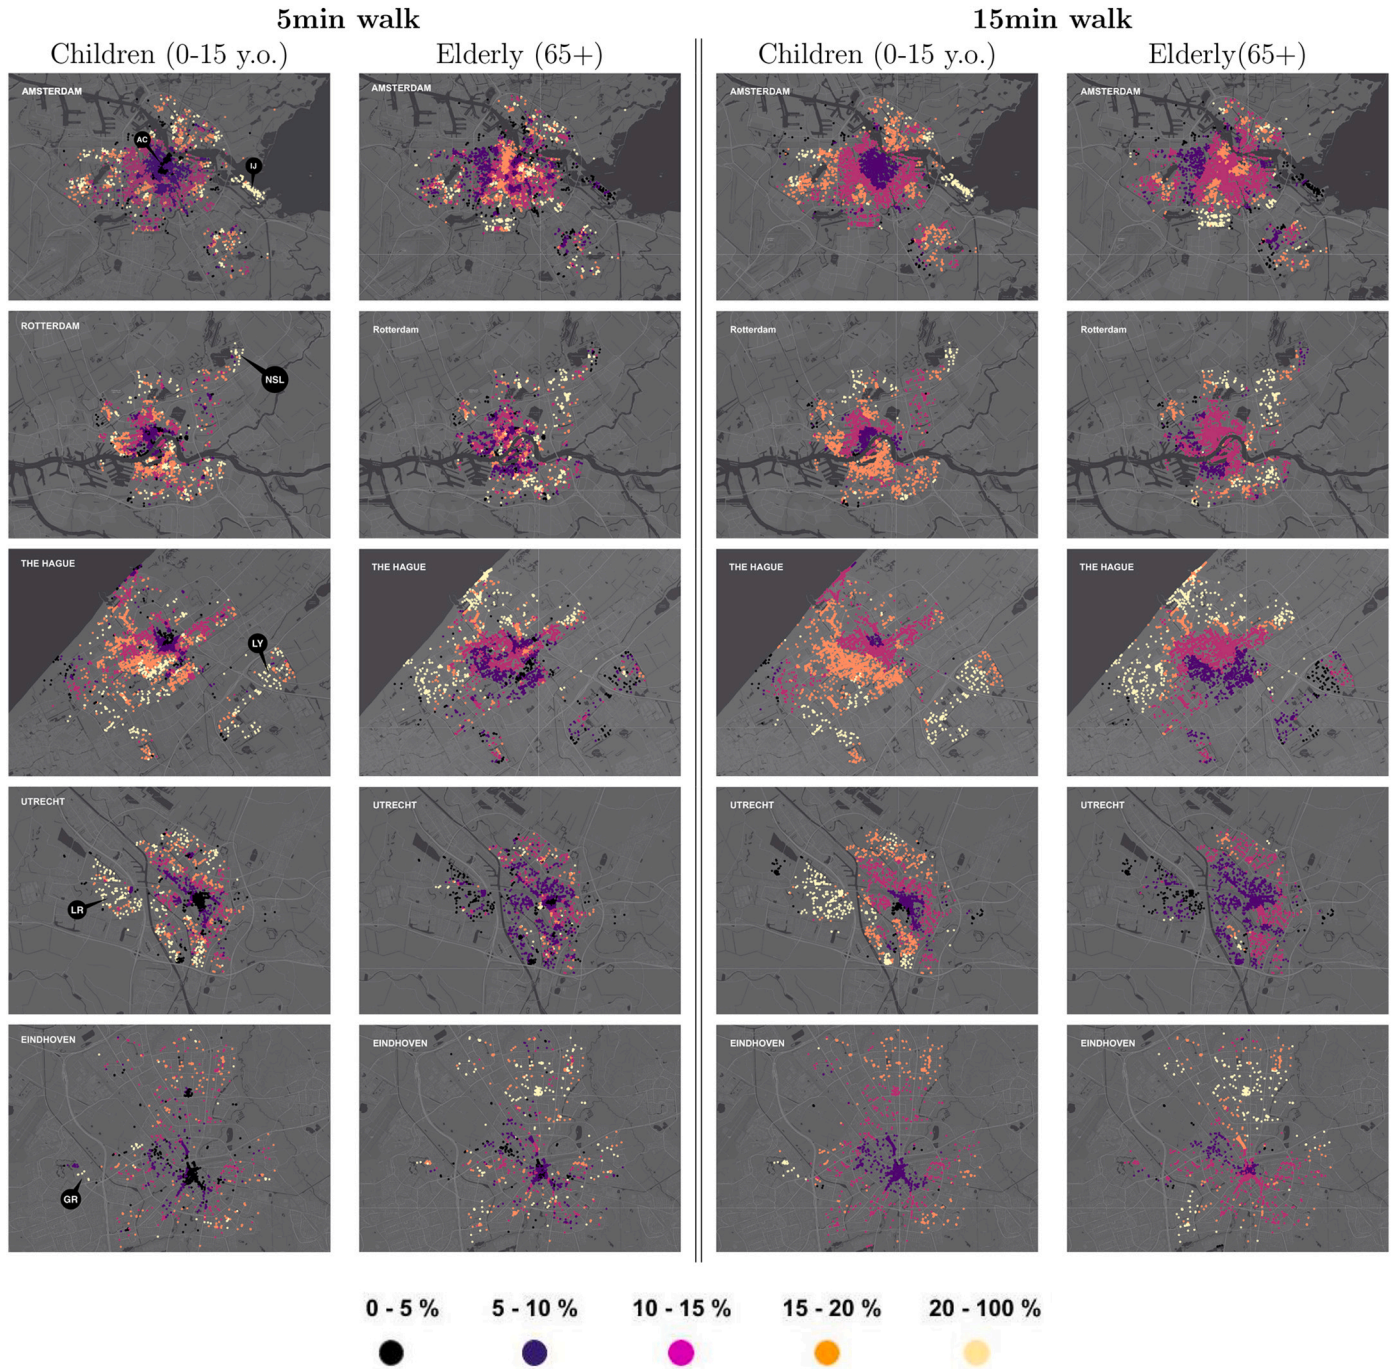 5min walk 15min walk
Children (0-15 y.o.) Elderly (65+) Children (0-15 y.o.) Elderly(65+)
AMSTERDAM AMSTERDAM AMSTERDAM AMSTERDAM
AC
IJ
ROTTERDAM Rotterdam Rotterdam Rotterdam
NSL
THE HAGUE THE HAGUE THE HAGUE THE HAGUE
LY
UTRECHT UTRECHT UTRECHT UTRECHT
LR
EINDHOVEN EINDHOVEN EINDHOVEN EINDHOVEN
GR
0 - 5 % 5 - 10 % 10 - 15 % 15 - 20 % 20 - 100 %